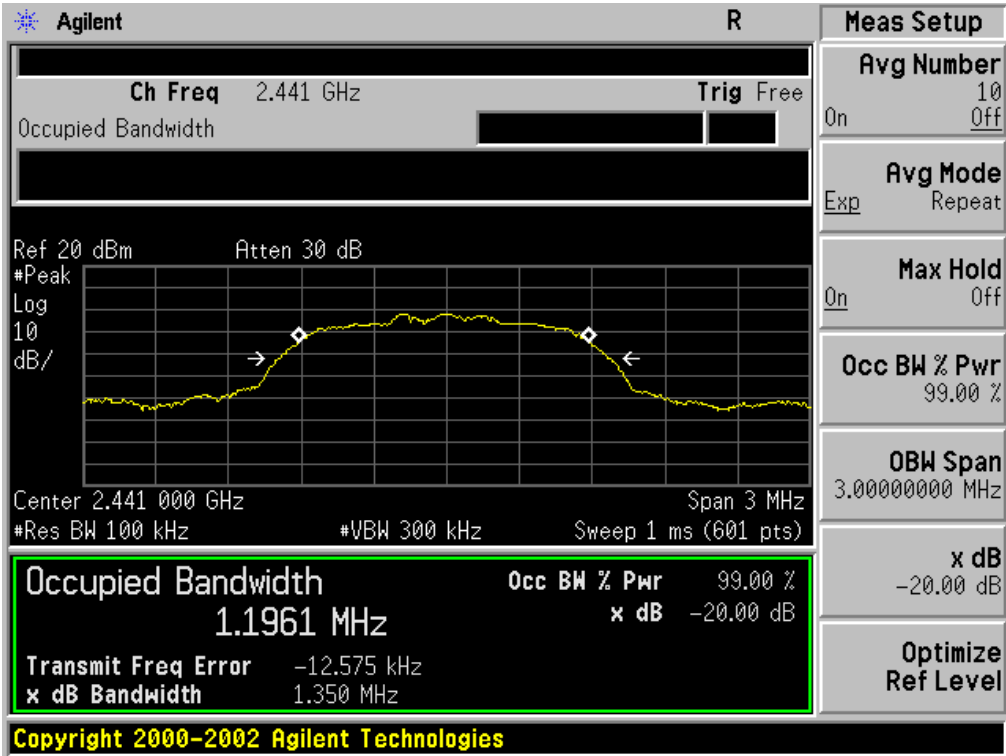 Agilent R
Ch Freq 2.441 GHz Trig Free
Occupied Bandwidth
Ref 20 dBm Atten 30 dB
#Peak
Log
10
dB/
Center 2.441 000 GHz Span 3 MHz
#Res BW 100 kHz #VBW 300 kHz Sweep 1 ms (601 pts)
Occupied Bandwidth
1.1961 MHz
Occ BW % Pwr 99.00 %
x dB -20.00 dB
Transmit Freq Error -12.575 kHz
x dB Bandwidth 1.350 MHz
Copyright 2000-2002 Agilent Technologies
Meas Setup
Avg Number
10
On Off
Avg Mode
Exp Repeat
Max Hold
On Off
Occ BW % Pwr
99.00 %
OBW Span
3.00000000 MHz
x dB
-20.00 dB
Optimize
Ref Level